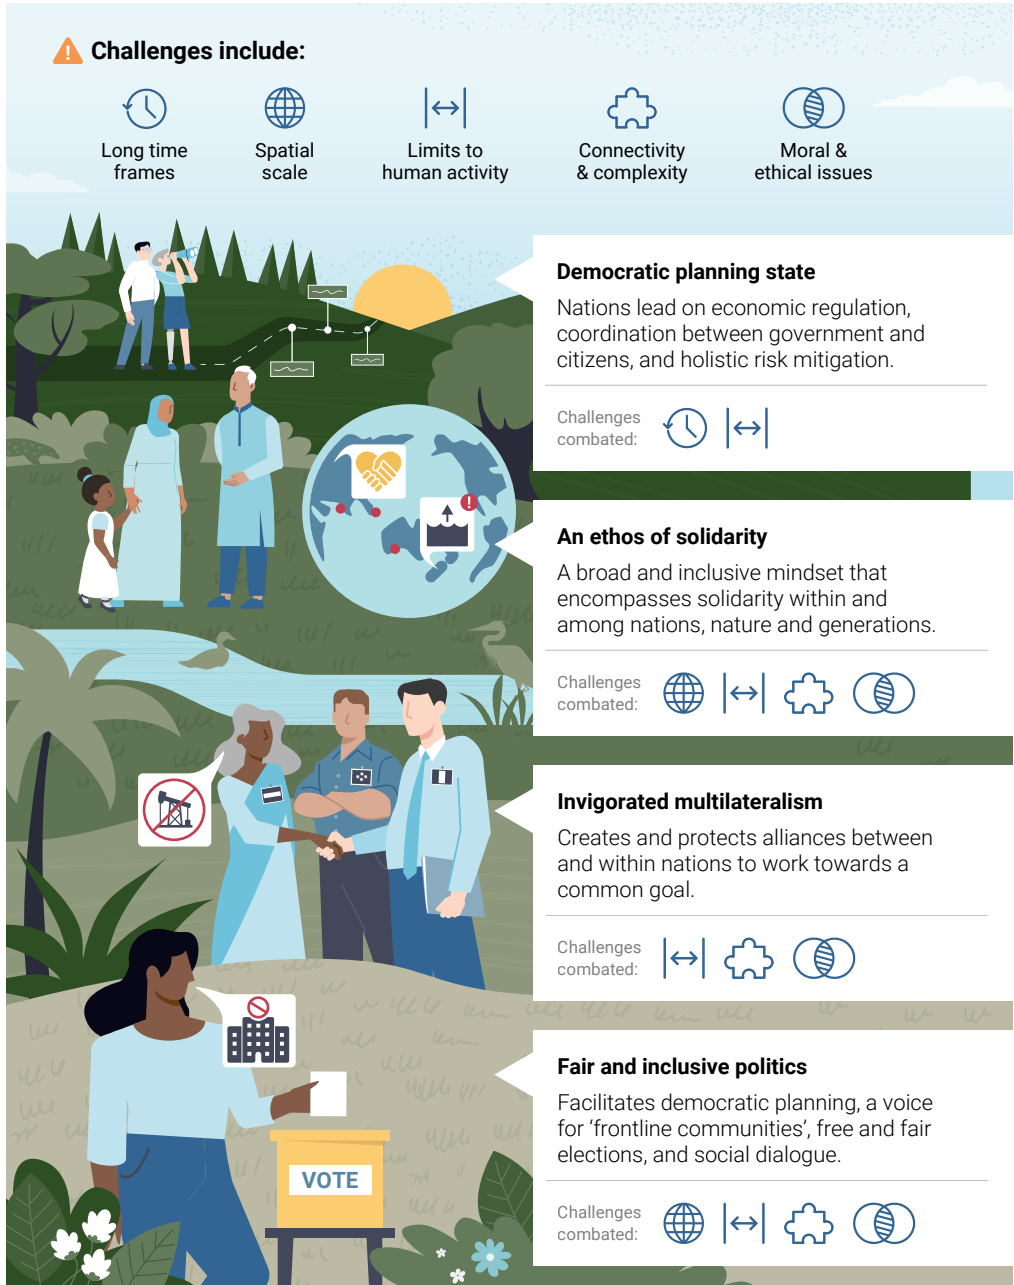 Challenges include:
Long time
frames
Spatial
scale
Limits to
human activity
Connectivity
& complexity
Moral &
ethical issues
Democratic planning state
Nations lead on economic regulation,
coordination between government and
citizens, and holistic risk mitigation.
Challenges
combated:
An ethos of solidarity
A broad and inclusive mindset that
encompasses solidarity within and
among nations, nature and generations.
Challenges
combated:
Invigorated multilateralism
Creates and protects alliances between
and within nations to work towards a
common goal.
Challenges
combated:
Fair and inclusive politics
Facilitates democratic planning, a voice
for ‘frontline communities’, free and fair
elections, and social dialogue.
Challenges
combated:
VOTE